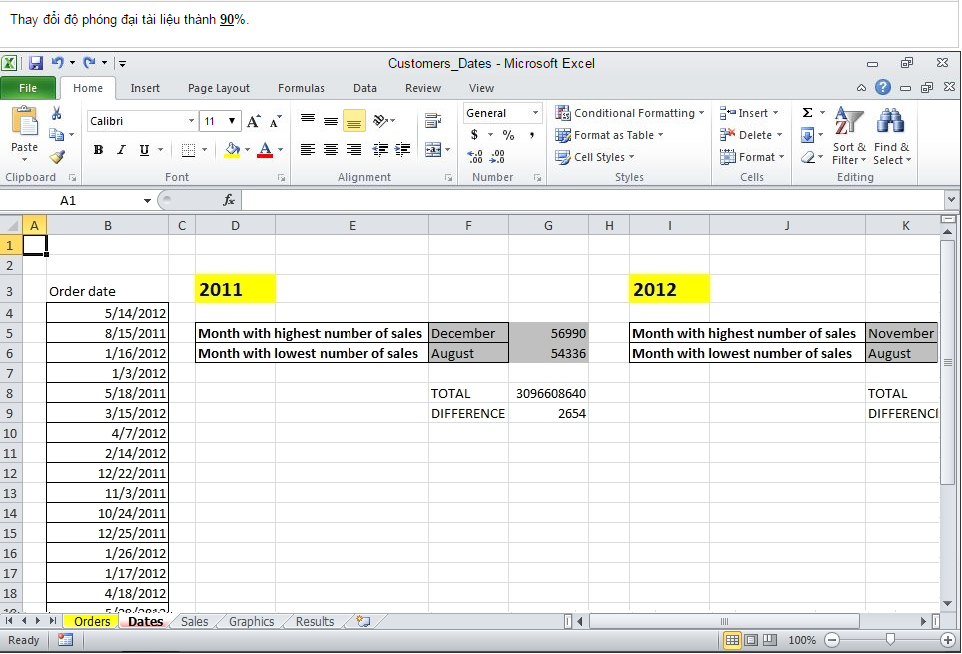 Thay đổi độ phóng đại tài liệu thành 90%.
Customers_Dates - Microsoft Excel
File Home Insert Page Layout Formulas Data Review View
Paste
Calibri 11 A A
B I U A
General
$ % ,
.00 .00
Conditional Formatting
Format as Table
Cell Styles
Insert
Delete
Format
Σ
Sort & Filter
Find & Select
Clipboard Font Alignment Number Styles Cells Editing
A1 fx
A B C D E F G H I J K
1
2
3 Order date 2011 2012
4 5/14/2012
5 8/15/2011 Month with highest number of sales December 56990 Month with highest number of sales November
6 1/16/2012 Month with lowest number of sales August 54336 Month with lowest number of sales August
7 1/3/2012
8 5/18/2011 TOTAL 3096608640 TOTAL
9 3/15/2012 DIFFERENCE 2654 DIFFERENC
10 4/7/2012
11 2/14/2012
12 12/22/2011
13 11/3/2011
14 10/24/2011
15 12/25/2011
16 1/26/2012
17 1/17/2012
18 4/18/2012
Orders Dates Sales Graphics Results
Ready 100%